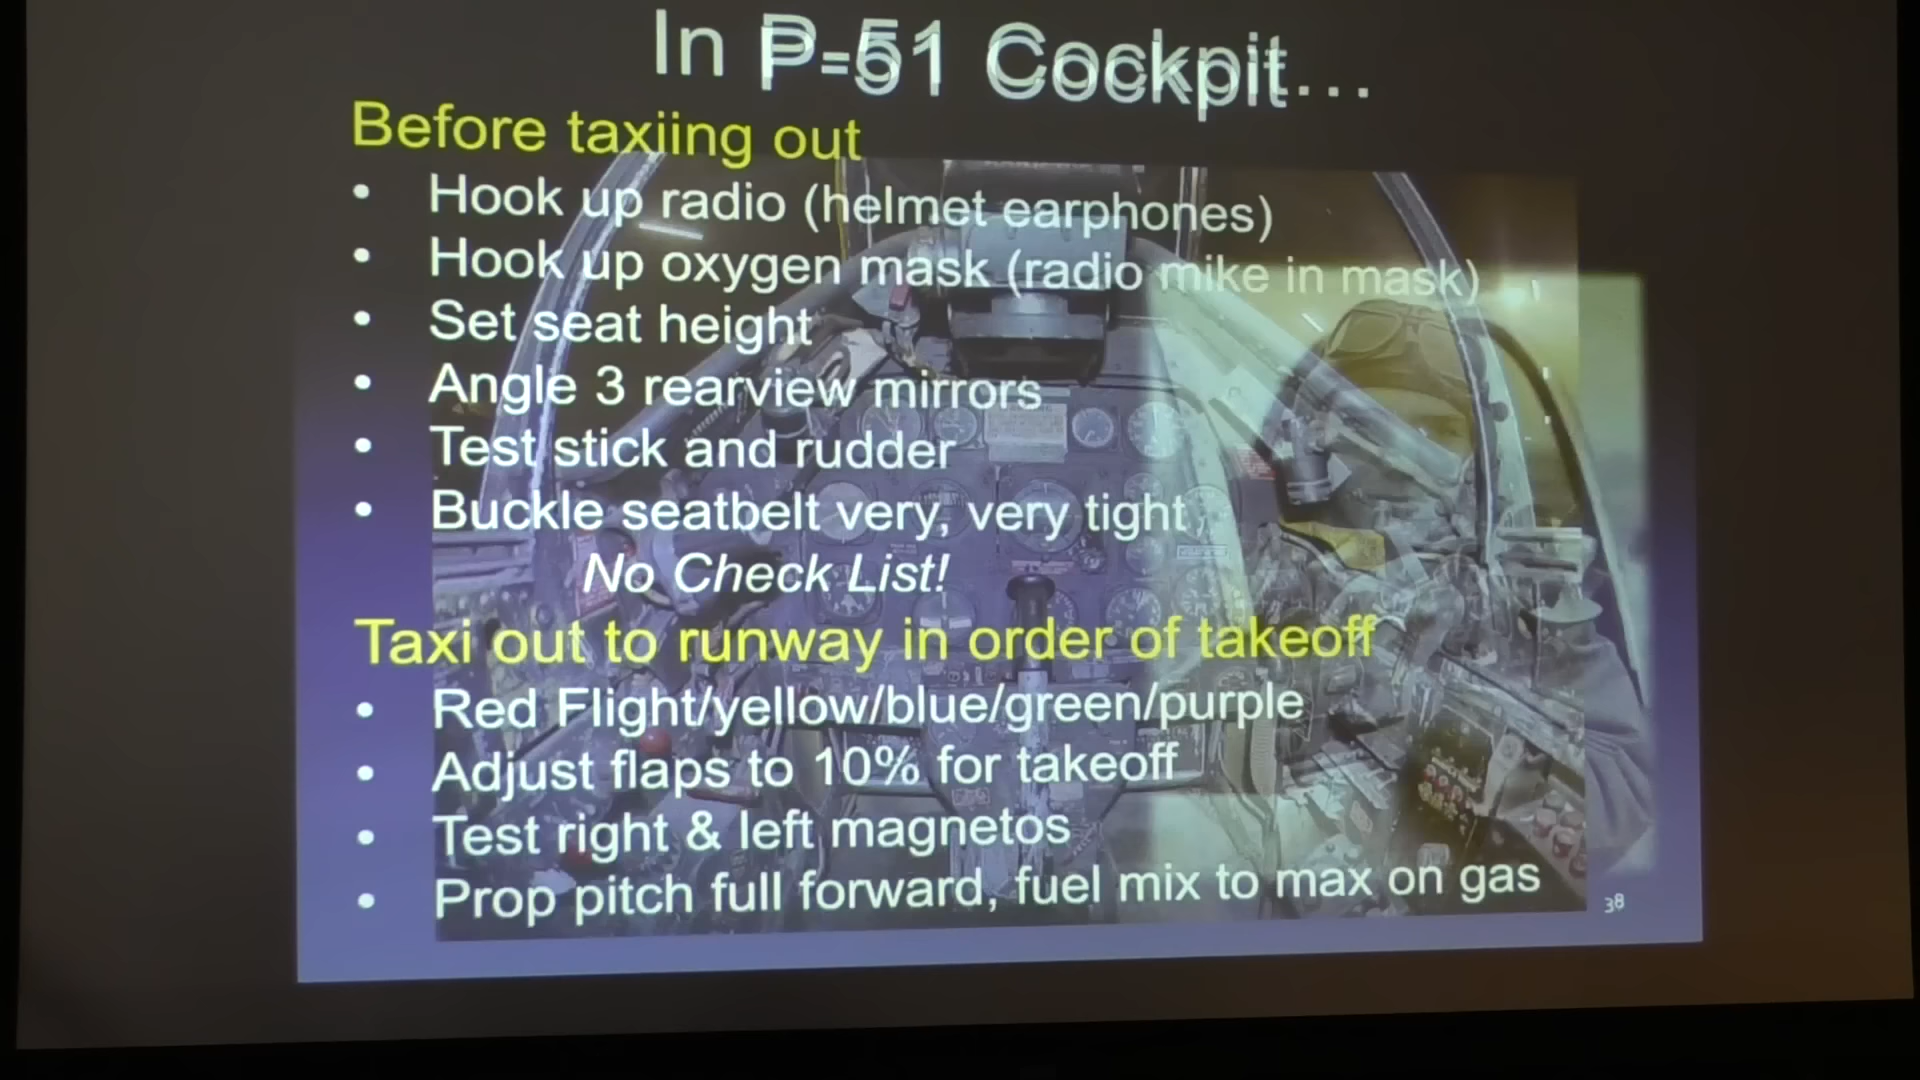 In P-51 Cockpit...
Before taxiing out
• Hook up radio (helmet earphones)
• Hook up oxygen mask (radio mike in mask)
• Set seat height
• Angle 3 rearview mirrors
• Test stick and rudder
• Buckle seatbelt very, very tight
No Check List!
Taxi out to runway in order of takeoff
• Red Flight/yellow/blue/green/purple
• Adjust flaps to 10% for takeoff
• Test right & left magnetos
• Prop pitch full forward, fuel mix to max on gas
38